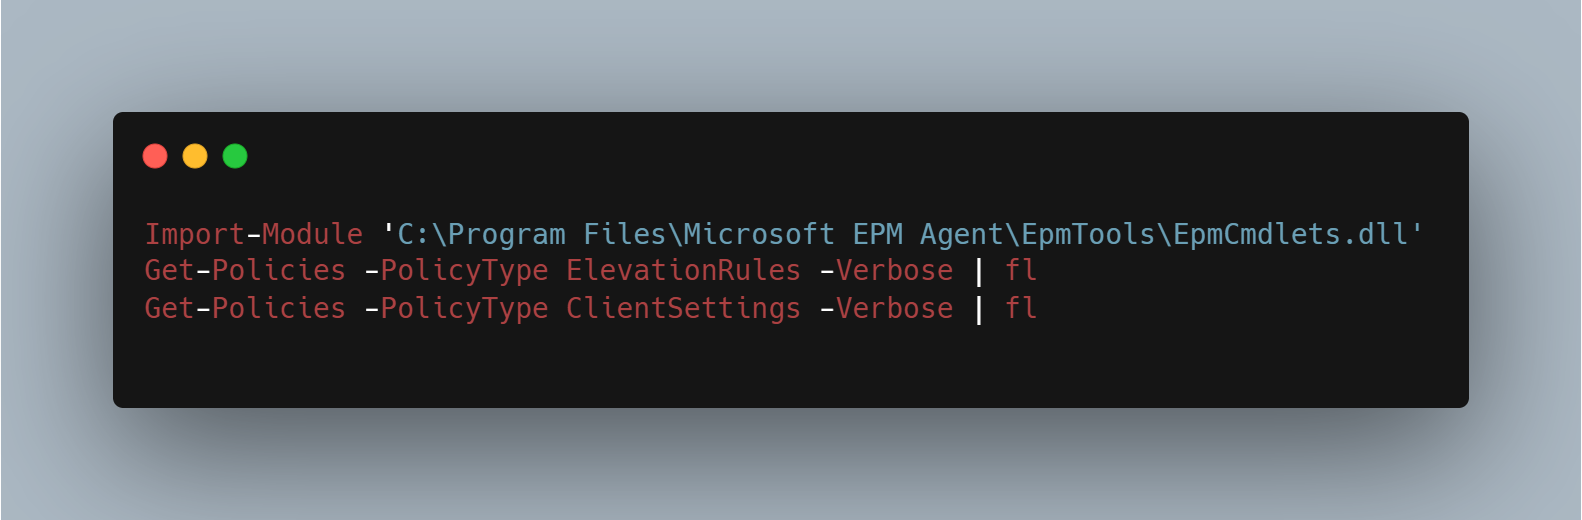 Import-Module 'C:\Program Files\Microsoft EPM Agent\EpmTools\EpmCmdlets.dll'
Get-Policies -PolicyType ElevationRules -Verbose | fl
Get-Policies -PolicyType ClientSettings -Verbose | fl